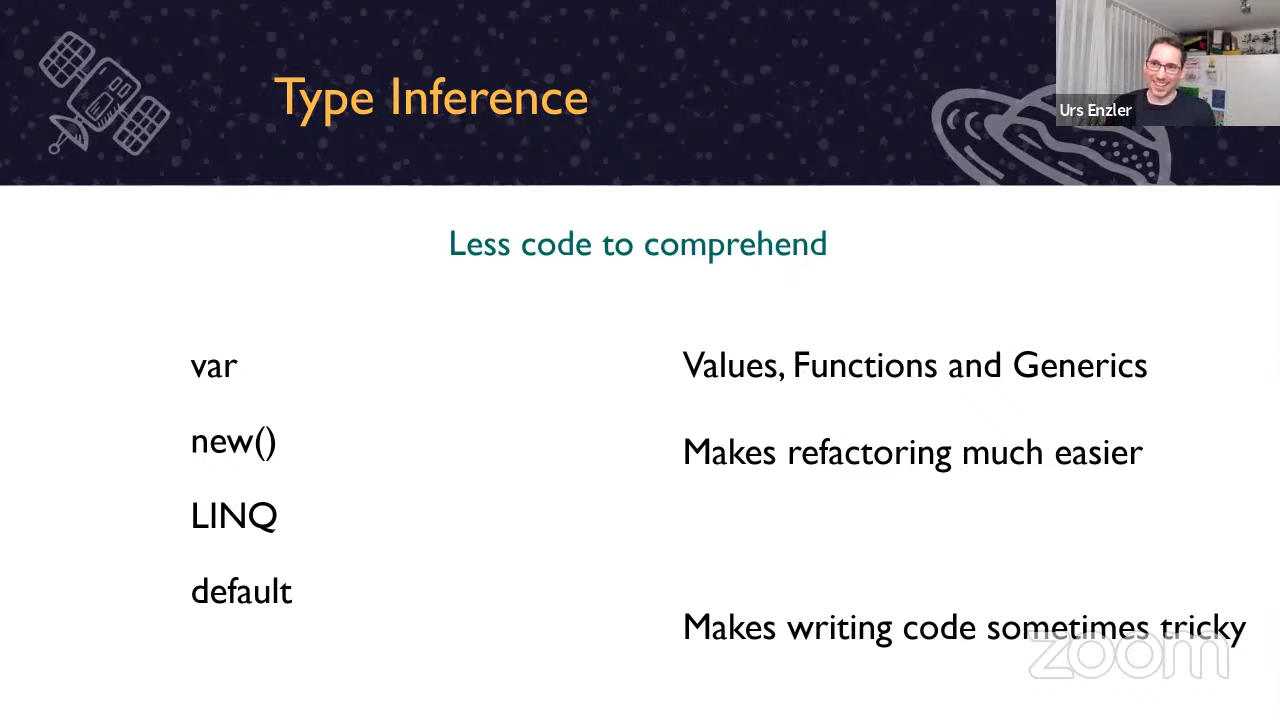 Type Inference
Urs Enzler
Less code to comprehend
var
new()
LINQ
default
Values, Functions and Generics
Makes refactoring much easier
Makes writing code sometimes tricky
zoom